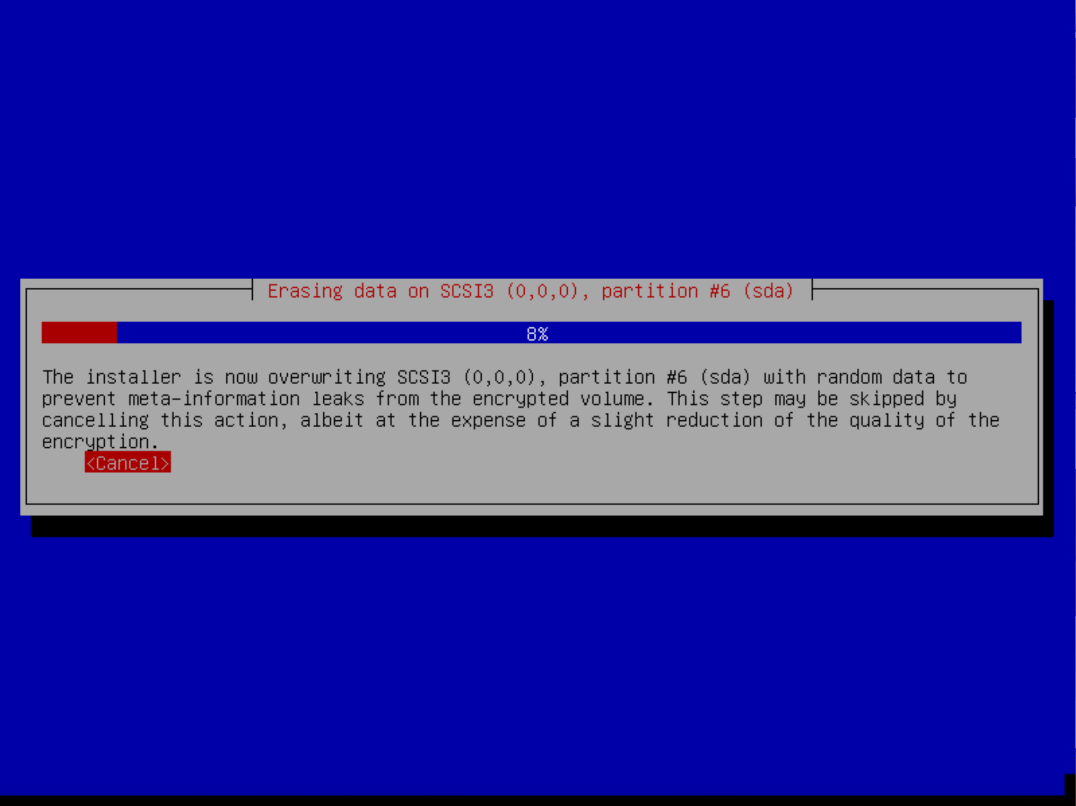 Erasing data on SCSI3 (0,0,0), partition #6 (sda)
8%
The installer is now overwriting SCSI3 (0,0,0), partition #6 (sda) with random data to
prevent meta-information leaks from the encrypted volume. This step may be skipped by
cancelling this action, albeit at the expense of a slight reduction of the quality of the
encryption.
<Cancel>